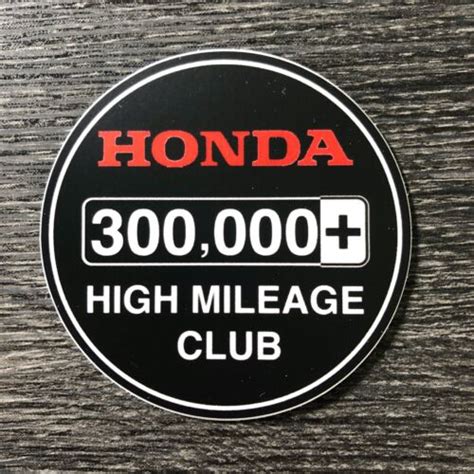 HONDA
300,000+
HIGH MILEAGE
CLUB